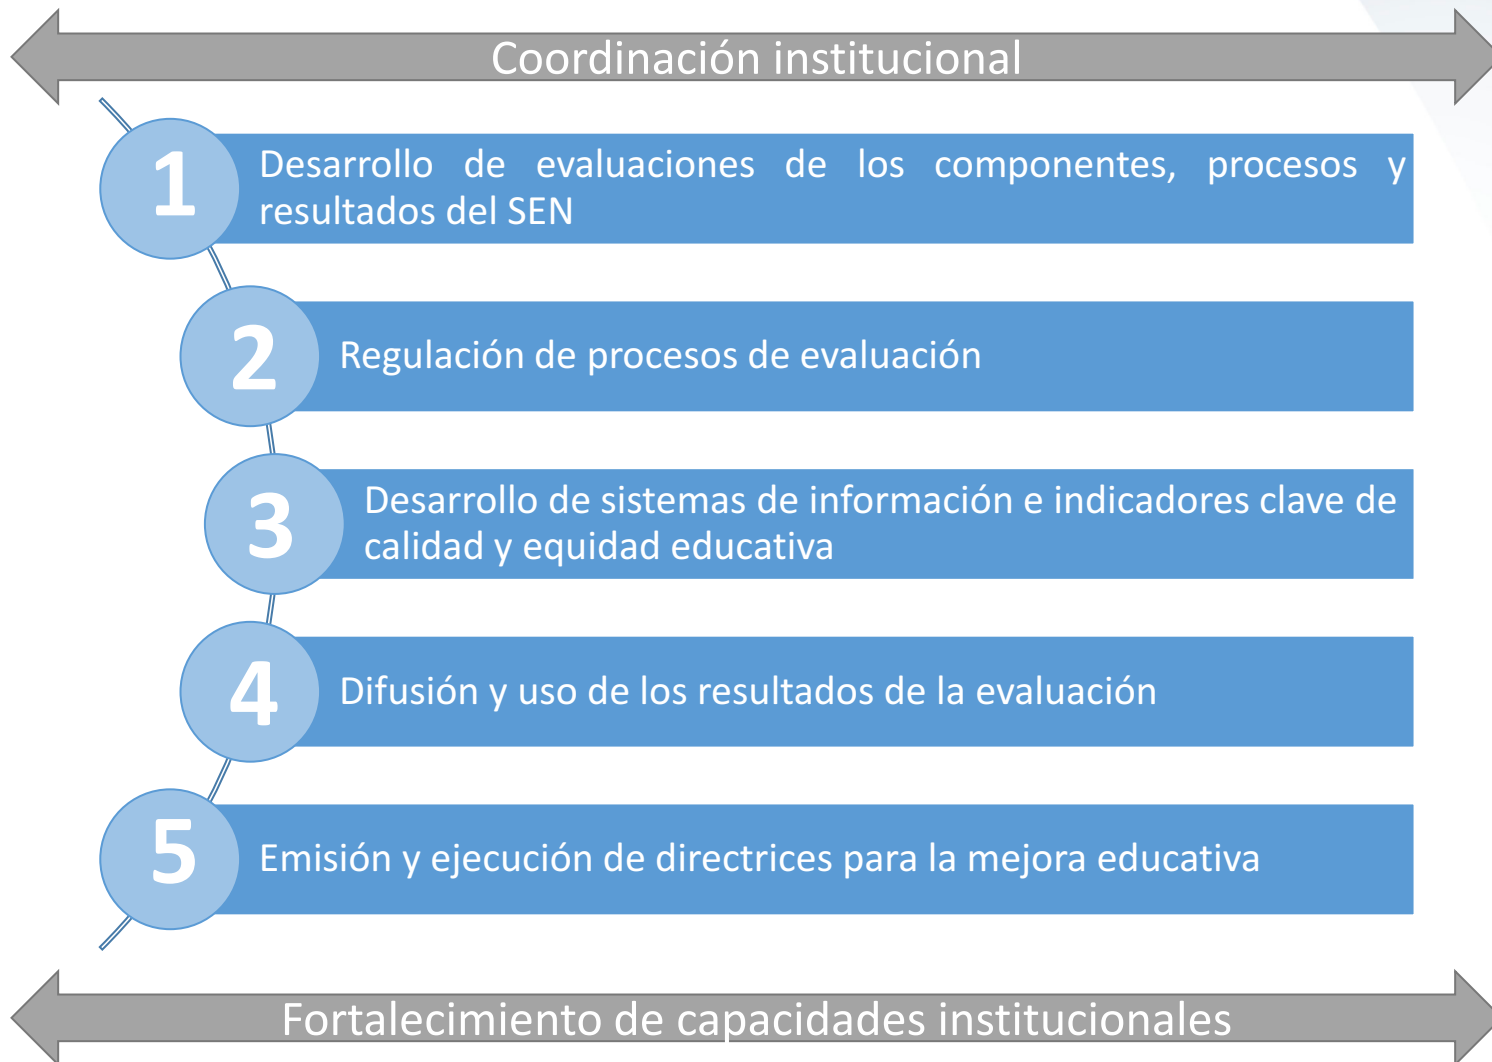 Coordinación institucional
1
Desarrollo de evaluaciones de los componentes, procesos y
resultados del SEN
2
Regulación de procesos de evaluación
3
Desarrollo de sistemas de información e indicadores clave de
calidad y equidad educativa
4
Difusión y uso de los resultados de la evaluación
5
Emisión y ejecución de directrices para la mejora educativa
Fortalecimiento de capacidades institucionales